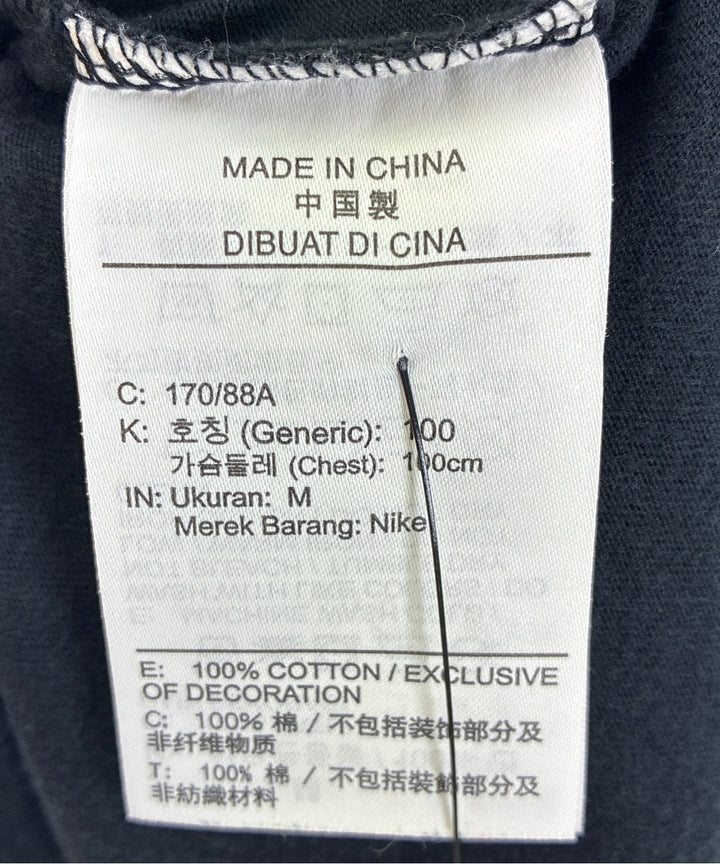 MADE IN CHINA
中国製
DIBUAT DI CINA
C: 170/88A
K: 호칭 (Generic): 100
가슴둘레 (Chest): 100cm
IN: Ukuran: M
Merek Barang: Nike
E: 100% COTTON / EXCLUSIVE
OF DECORATION
C: 100% 棉 / 不包括装饰部分及
非纤维物质
T: 100% 棉 / 不包括裝飾部分及
非紡織材料